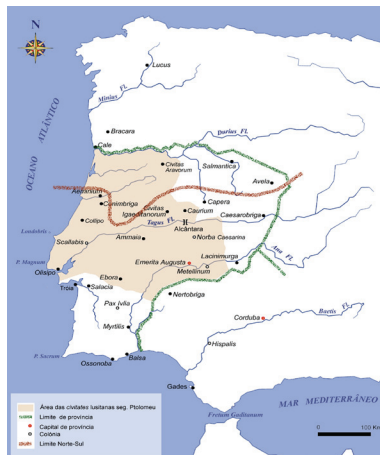 N
Lucus
Minius FL
OCEANO ATLÂNTICO
Bracara
Durius FL
Cale
Civitas
Aravorum
Salmantica
Avela
Aeminium
Conimbriga
Capera
Civitas
Igaeditanorum
Caurium
Collipo
Tagus FL
Caesarobriga
Alcântara
Londobris
Scallabis
Ammaia
Norba Caesarina
Ana FL
P. Magnum
Olisipo
Lacinimurga
Ebora
Emerita Augusta
Metellinum
Troia
Salacia
Pax Ivlia
Nertobriga
Baetis
FL
Corduba
Myrtilis
Hispalis
P. Sacrum
Balsa
Ossonoba
Gades
MAR MEDITERRÂNEO
Fretum Gaditanum
Área das civitates lusitanas seg. Ptolomeu
Limite de província
Capital de província
Colónia
Limite Norte-Sul
0
100 Km